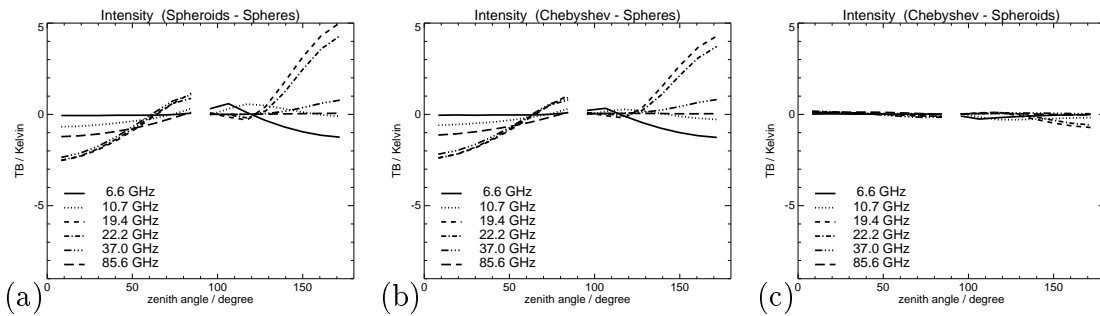 Intensity (Spheroids - Spheres)
5
0
-5
TB / Kelvin
6.6 GHz
10.7 GHz
19.4 GHz
22.2 GHz
37.0 GHz
85.6 GHz
0 50 100 150
zenith angle / degree
(a)
Intensity (Chebyshev - Spheres)
5
0
-5
TB / Kelvin
6.6 GHz
10.7 GHz
19.4 GHz
22.2 GHz
37.0 GHz
85.6 GHz
0 50 100 150
zenith angle / degree
(b)
Intensity (Chebyshev - Spheroids)
5
0
-5
TB / Kelvin
6.6 GHz
10.7 GHz
19.4 GHz
22.2 GHz
37.0 GHz
85.6 GHz
0 50 100 150
zenith angle / degree
(c)